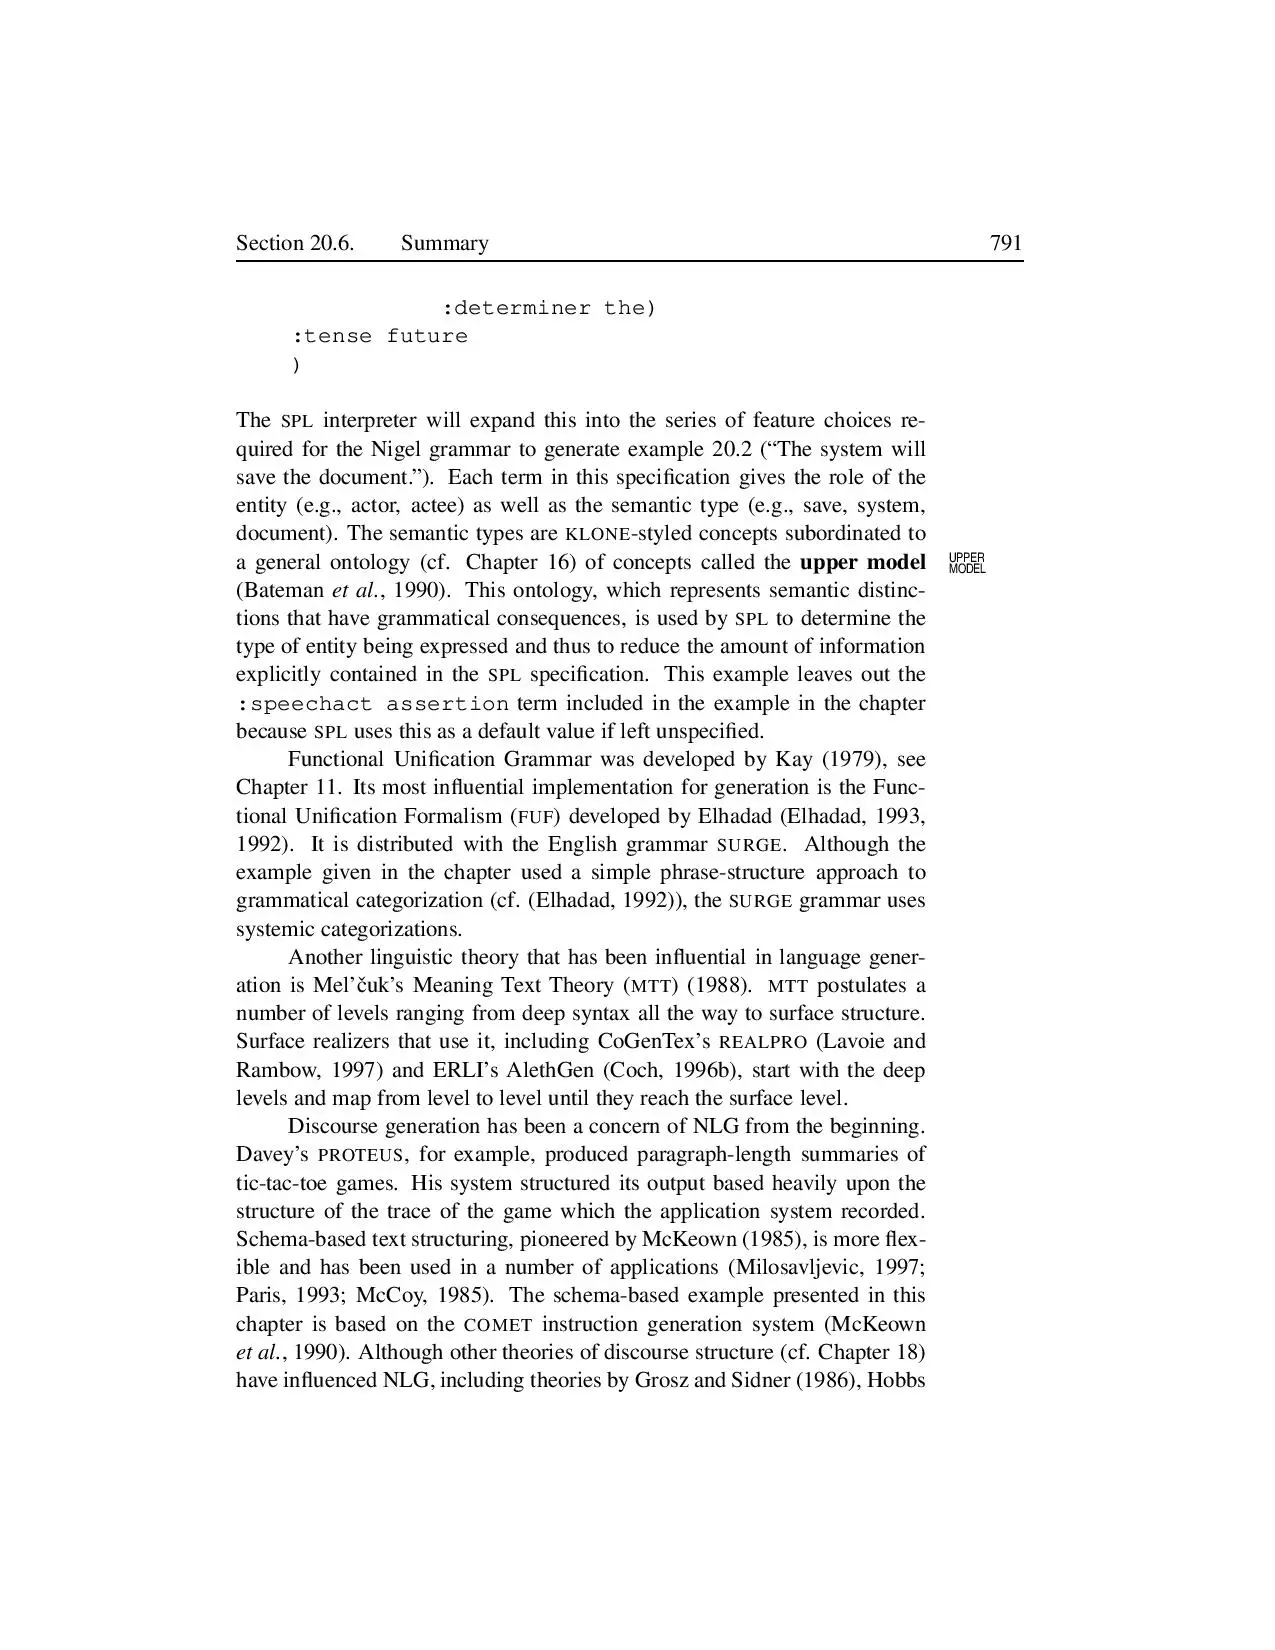 Section 20.6. Summary 791
:determiner the)
:tense future
)
The SPL interpreter will expand this into the series of feature choices re-
quired for the Nigel grammar to generate example 20.2 (“The system will
save the document.”). Each term in this specification gives the role of the
entity (e.g., actor, actee) as well as the semantic type (e.g., save, system,
document). The semantic types are KLONE-styled concepts subordinated to
a general ontology (cf. Chapter 16) of concepts called the upper model
UPPER
MODEL
(Bateman et al., 1990). This ontology, which represents semantic distinc-
tions that have grammatical consequences, is used by SPL to determine the
type of entity being expressed and thus to reduce the amount of information
explicitly contained in the SPL specification. This example leaves out the
:speechact assertion term included in the example in the chapter
because SPL uses this as a default value if left unspecified.
Functional Unification Grammar was developed by Kay (1979), see
Chapter 11. Its most influential implementation for generation is the Func-
tional Unification Formalism (FUF) developed by Elhadad (Elhadad, 1993,
1992). It is distributed with the English grammar SURGE. Although the
example given in the chapter used a simple phrase-structure approach to
grammatical categorization (cf. (Elhadad, 1992)), the SURGE grammar uses
systemic categorizations.
Another linguistic theory that has been influential in language gener-
ation is Mel’čuk’s Meaning Text Theory (MTT) (1988). MTT postulates a
number of levels ranging from deep syntax all the way to surface structure.
Surface realizers that use it, including CoGenTex’s REALPRO (Lavoie and
Rambow, 1997) and ERLI’s AlethGen (Coch, 1996b), start with the deep
levels and map from level to level until they reach the surface level.
Discourse generation has been a concern of NLG from the beginning.
Davey’s PROTEUS, for example, produced paragraph-length summaries of
tic-tac-toe games. His system structured its output based heavily upon the
structure of the trace of the game which the application system recorded.
Schema-based text structuring, pioneered by McKeown (1985), is more flex-
ible and has been used in a number of applications (Milosavljevic, 1997;
Paris, 1993; McCoy, 1985). The schema-based example presented in this
chapter is based on the COMET instruction generation system (McKeown
et al., 1990). Although other theories of discourse structure (cf. Chapter 18)
have influenced NLG, including theories by Grosz and Sidner (1986), Hobbs